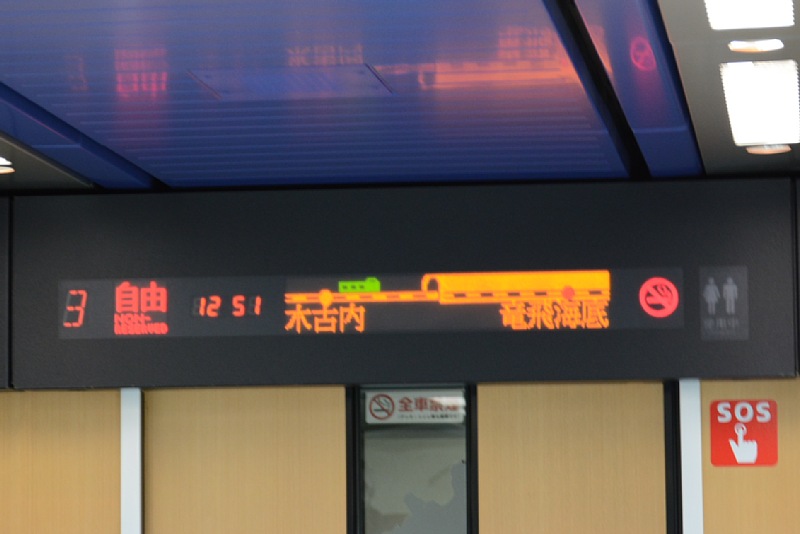 3
自由
NON-
RESERVED
12 51
木古内
竜飛海底
全車禁煙
SOS